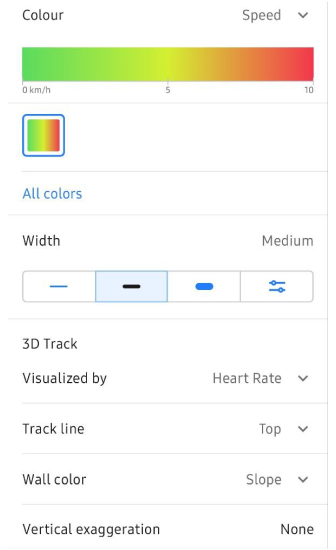 Colour Speed
0 km/h 5 10
All colors
Width Medium
3D Track
Visualized by Heart Rate
Track line Top
Wall color Slope
Vertical exaggeration None